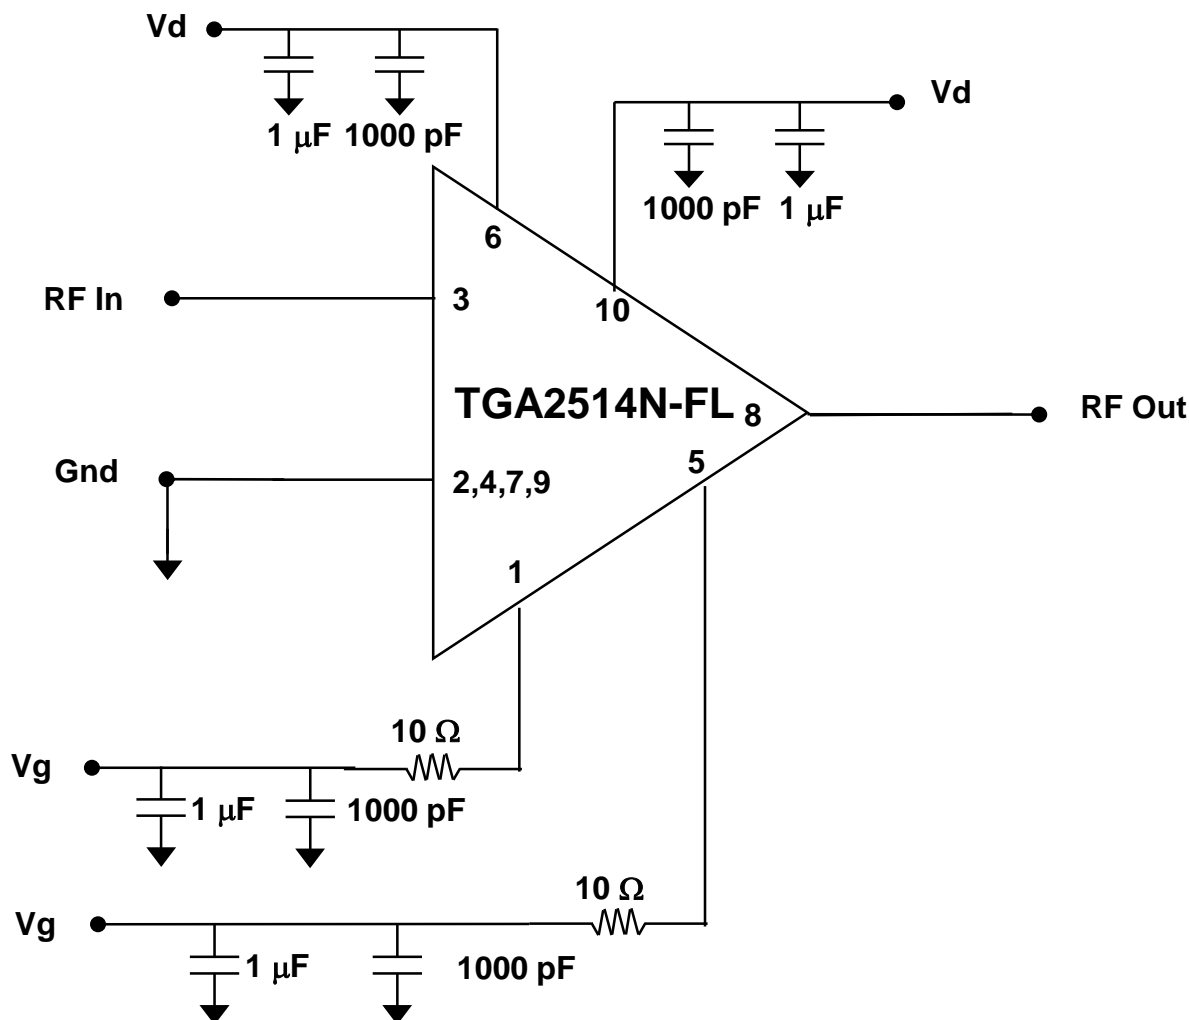 Vd
1 μF 1000 pF
Vd
1000 pF 1 μF
6
RF In
3
10
TGA2514N-FL
8
RF Out
Gnd
2,4,7,9
5
1
10 Ω
Vg
1 μF
1000 pF
10 Ω
Vg
1 μF
1000 pF